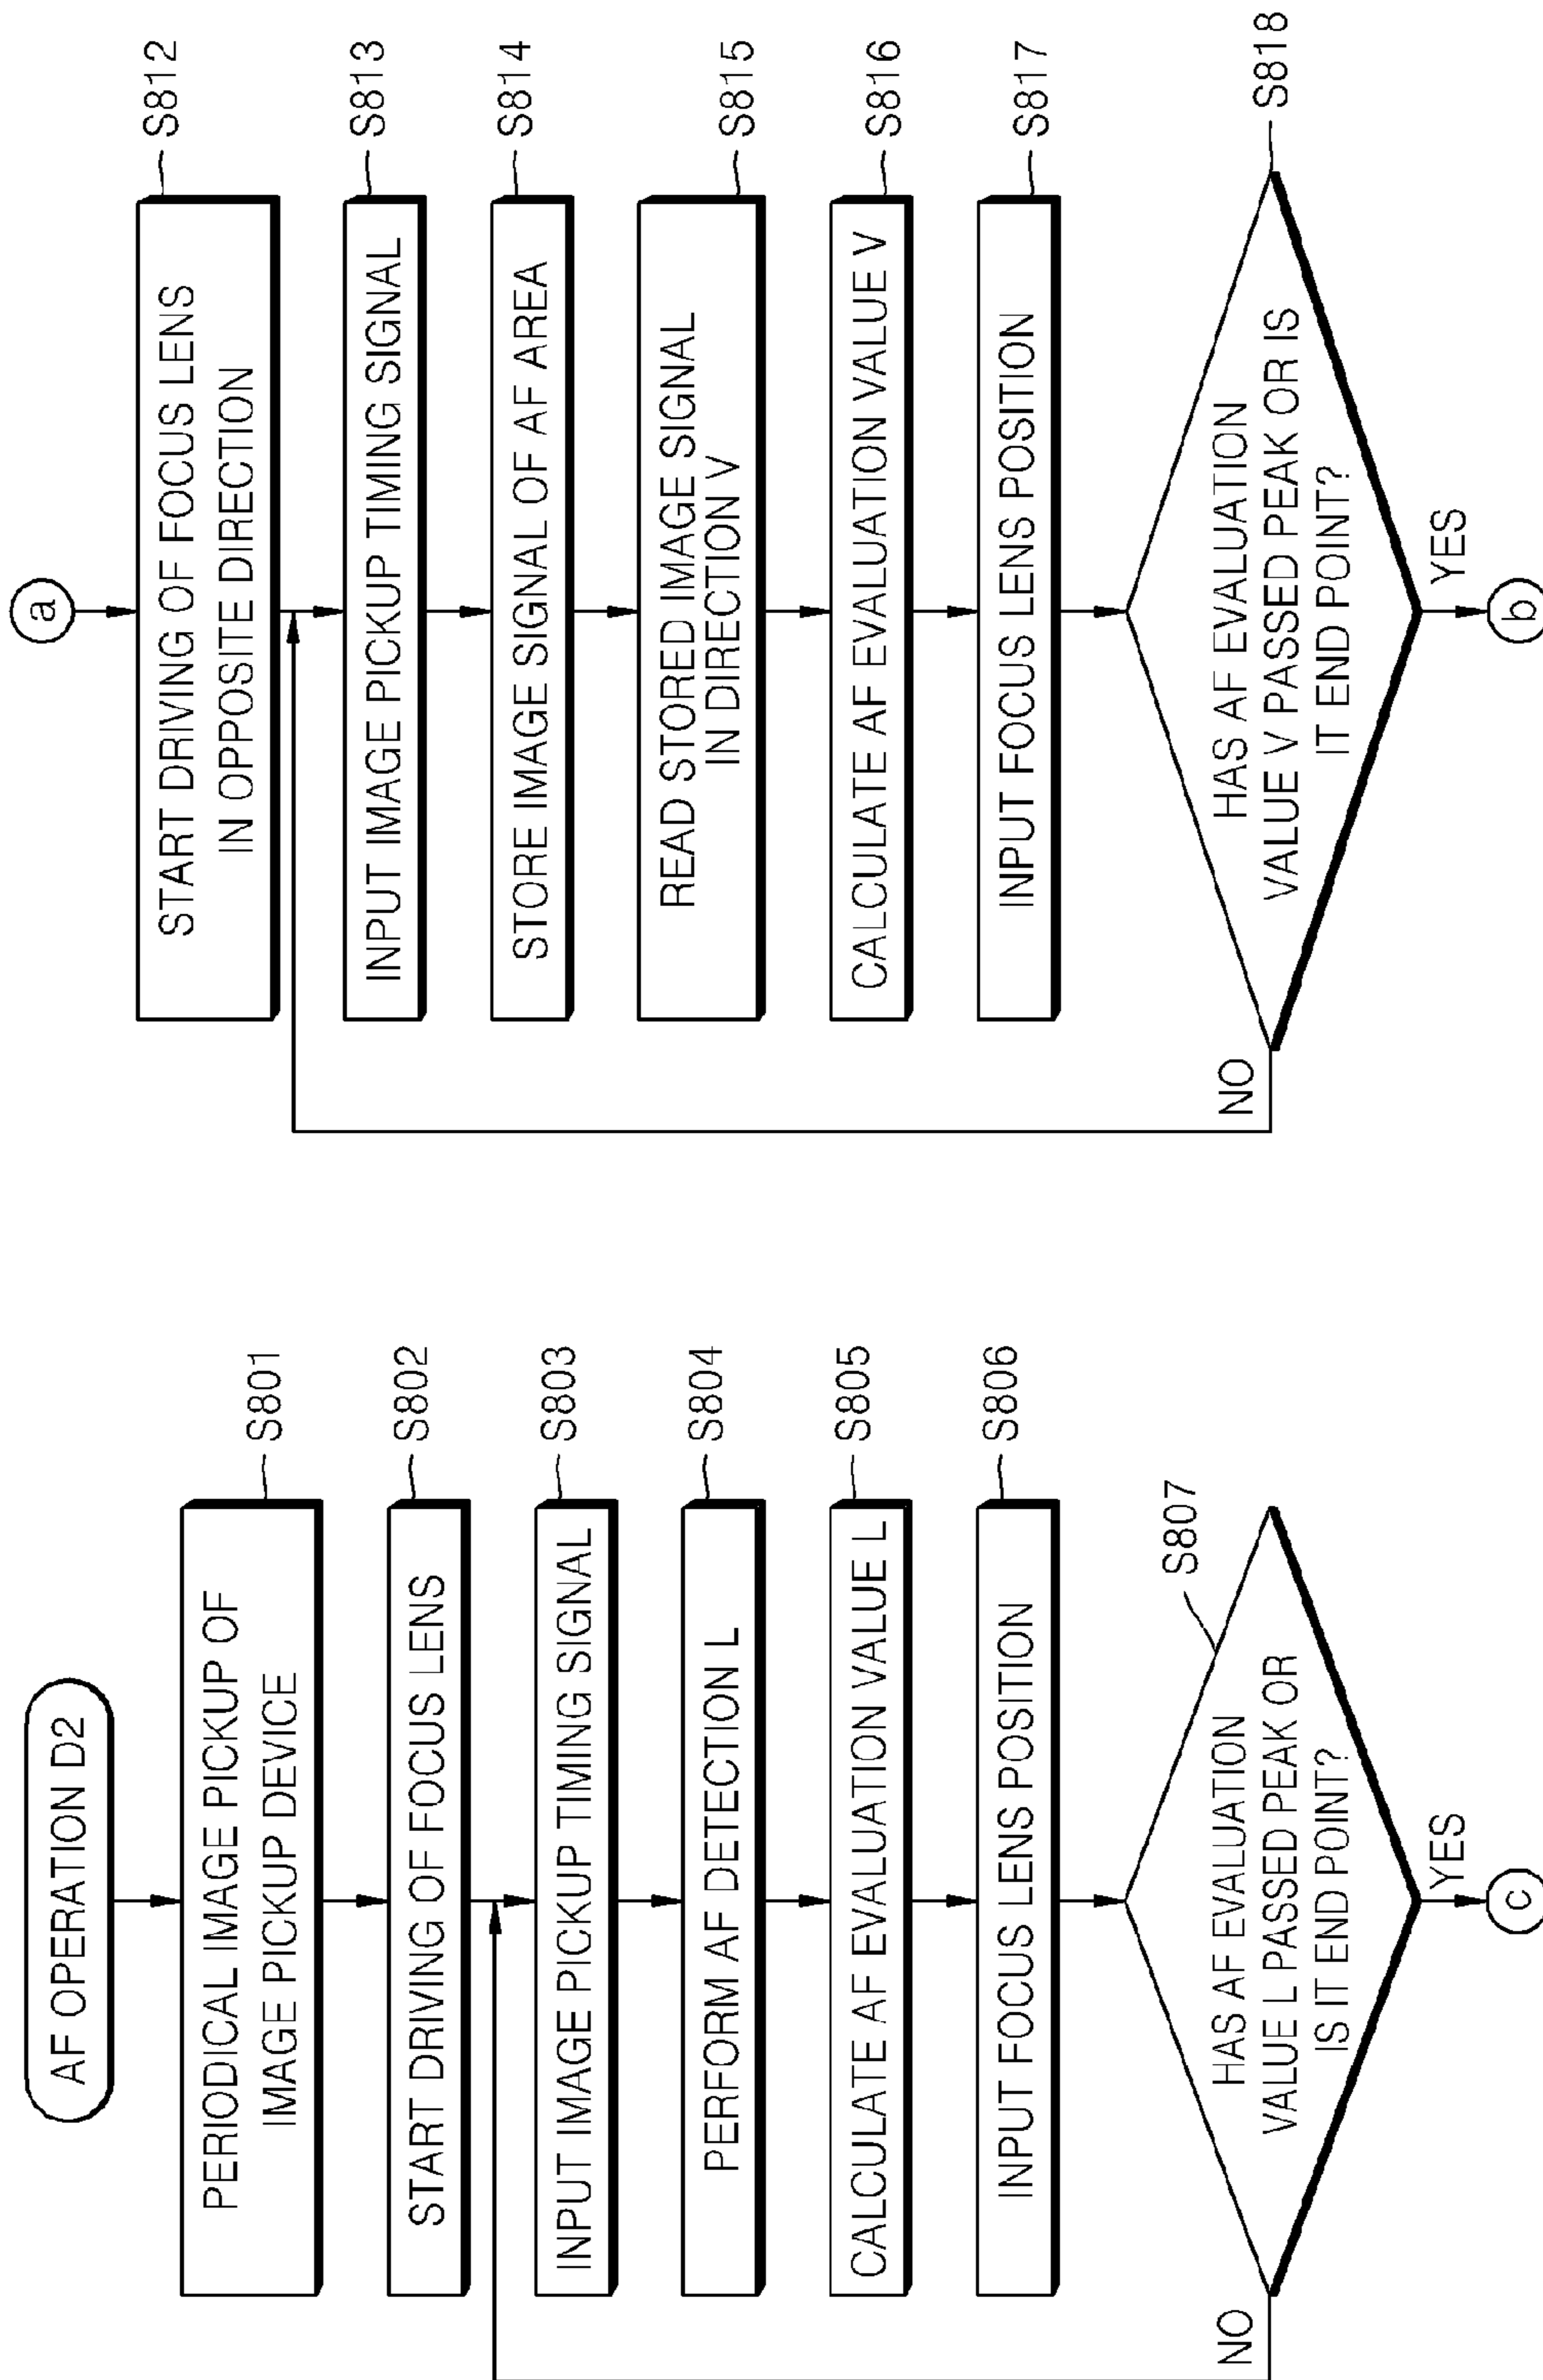 AF OPERATION D2
PERIODICAL IMAGE PICKUP OF
IMAGE PICKUP DEVICE
S801
START DRIVING OF FOCUS LENS
S802
INPUT IMAGE PICKUP TIMING SIGNAL
S803
PERFORM AF DETECTION L
S804
CALCULATE AF EVALUATION VALUE L
S805
INPUT FOCUS LENS POSITION
S806
S807
HAS AF EVALUATION
VALUE L PASSED PEAK OR
IS IT END POINT?
NO
YES
c
a
START DRIVING OF FOCUS LENS
IN OPPOSITE DIRECTION
S812
INPUT IMAGE PICKUP TIMING SIGNAL
S813
STORE IMAGE SIGNAL OF AF AREA
S814
READ STORED IMAGE SIGNAL
IN DIRECTION V
S815
CALCULATE AF EVALUATION VALUE V
S816
INPUT FOCUS LENS POSITION
S817
HAS AF EVALUATION
VALUE V PASSED PEAK OR IS
IT END POINT?
S818
NO
YES
b